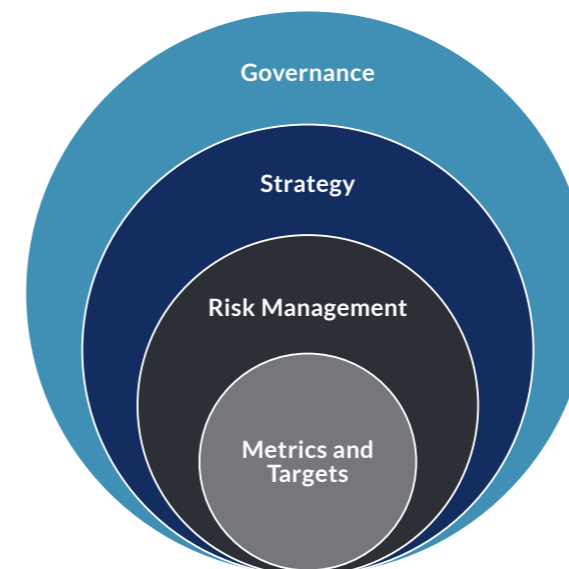 Governance
Strategy
Risk Management
Metrics and
Targets